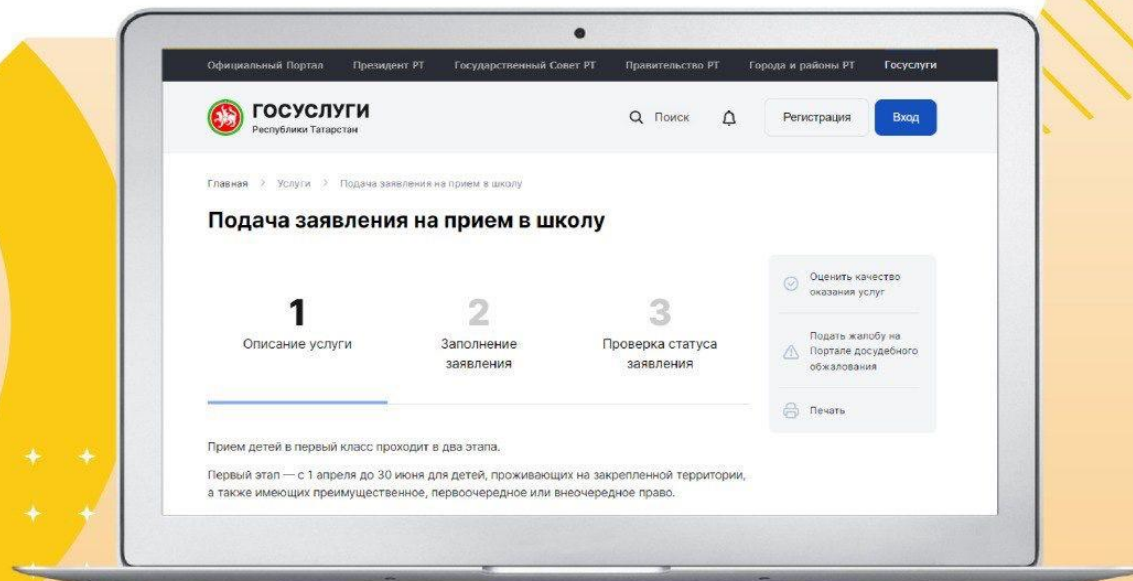 Официальный Портал Президент РТ Государственный Совет РТ Правительство РТ Города и районы РТ Госуслуги
ГОСУСЛУГИ
Республики Татарстан
Поиск Регистрация Вход
Главная > Услуги > Подача заявления на прием в школу
Подача заявления на прием в школу
1
Описание услуги
2
Заполнение
заявления
3
Проверка статуса
заявления
Оценить качество
оказания услуг
Подать жалобу на
Портале досудебного
обжалования
Печать
Прием детей в первый класс проходит в два этапа.
Первый этап — с 1 апреля до 30 июня для детей, проживающих на закрепленной территории,
а также имеющих преимущественное, первоочередное или внеочередное право.